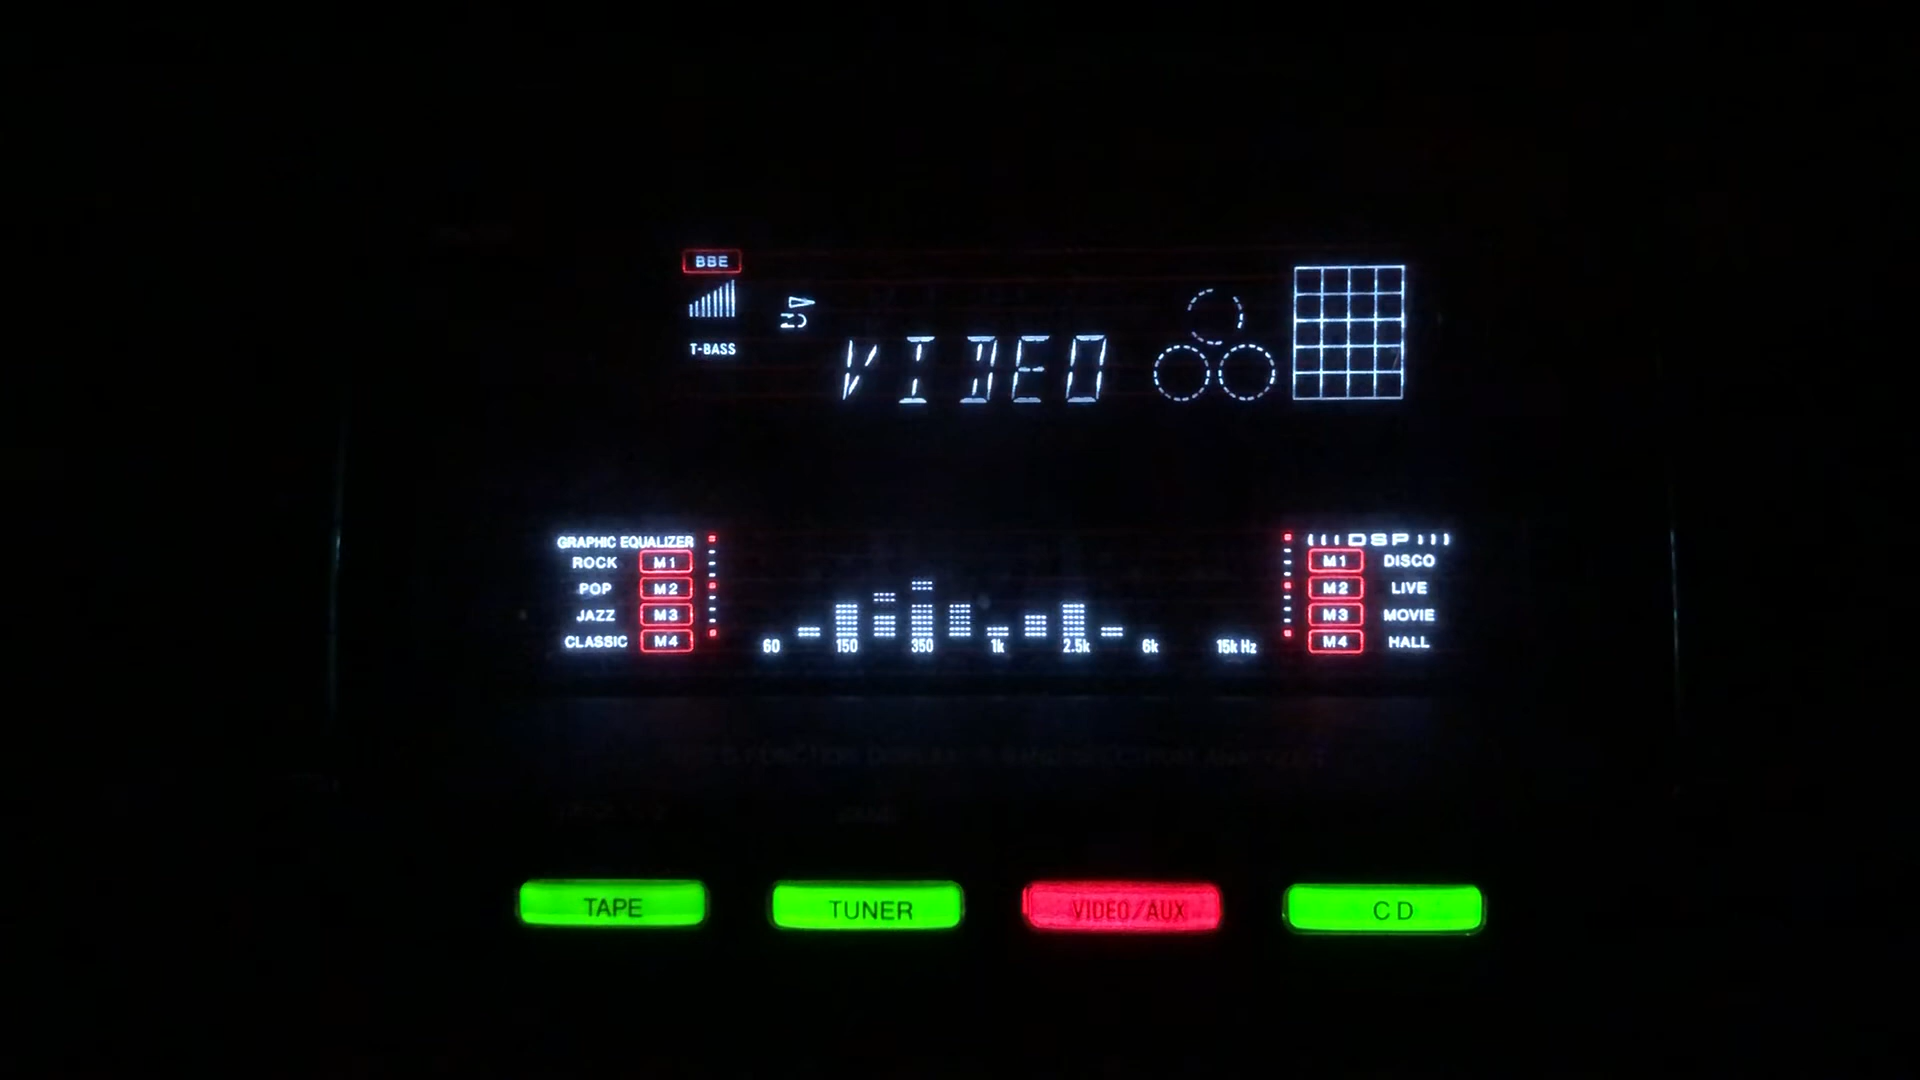 BBE
T-BASS
VIDEO
GRAPHIC EQUALIZER
ROCK M1
POP M2
JAZZ M3
CLASSIC M4
60 150 350 1k 2.5k 6k 15k Hz
DSP
M1 DISCO
M2 LIVE
M3 MOVIE
M4 HALL
TAPE TUNER VIDEO/AUX CD